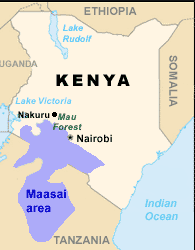 ETHIOPIA
Lake
Rudolf
UGANDA
KENYA
SOMALIA
Lake Victoria
Nakuru
Mau
Forest
Nairobi
Maasai
area
Indian
Ocean
TANZANIA